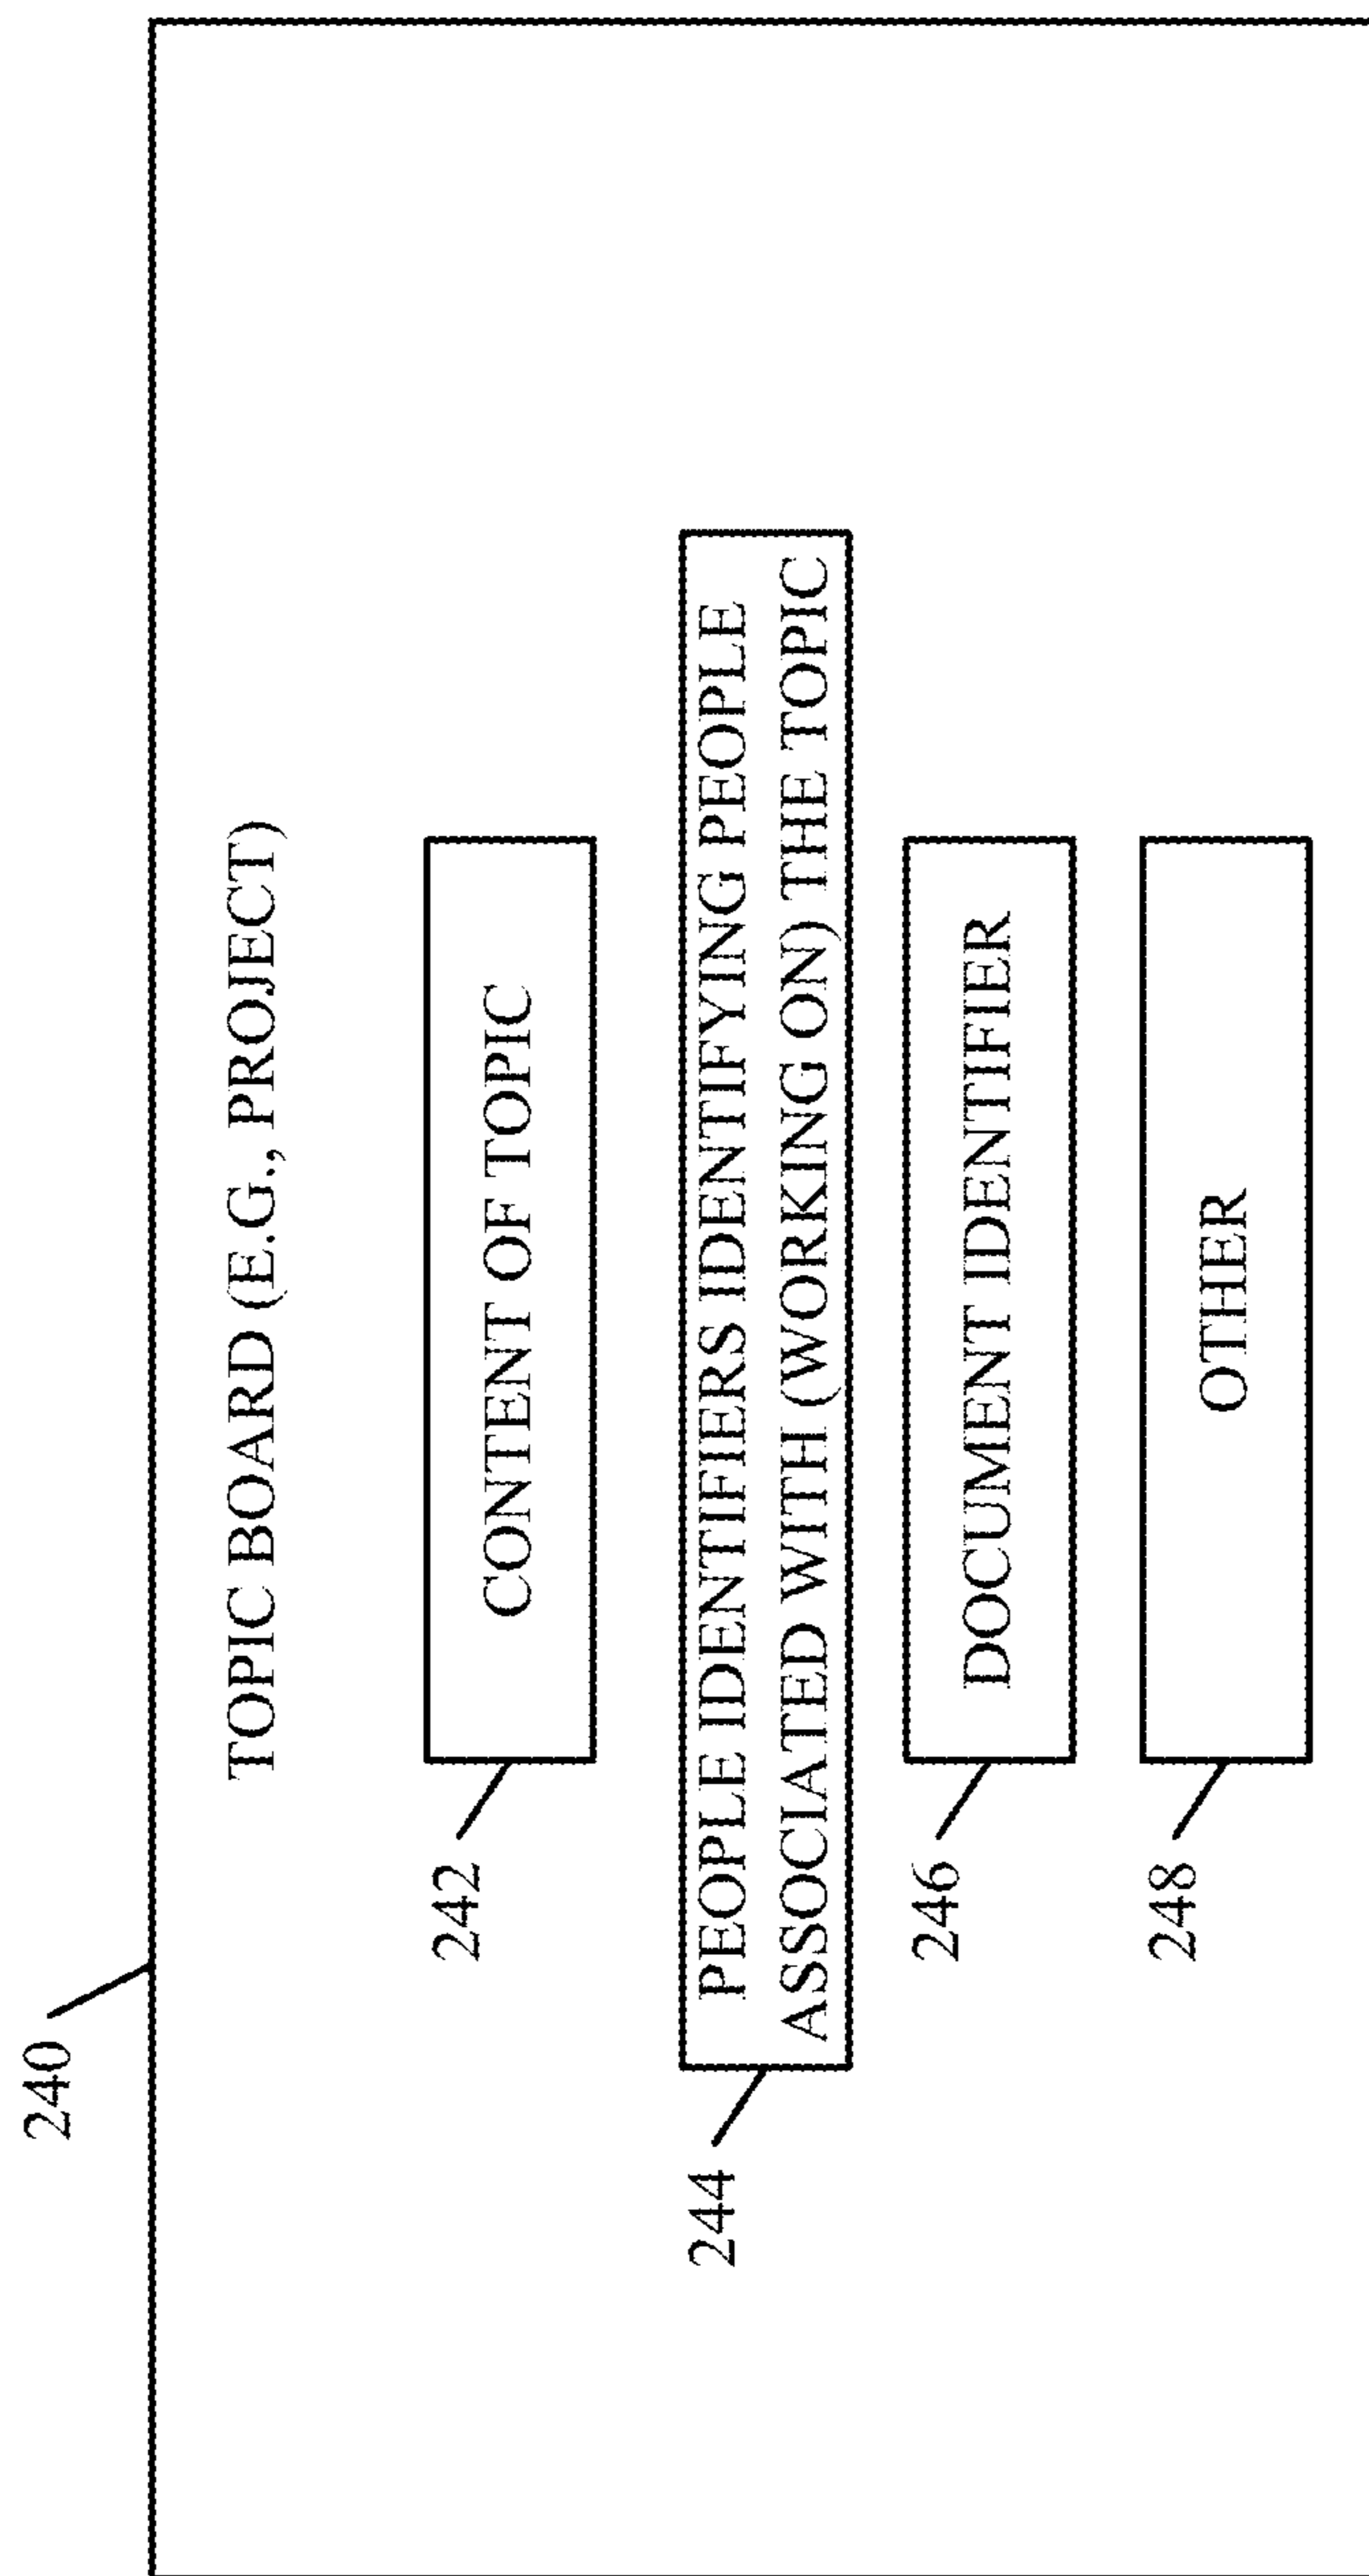 240
TOPIC BOARD (E.G., PROJECT)
242
CONTENT OF TOPIC
244
PEOPLE IDENTIFIERS IDENTIFYING PEOPLE
ASSOCIATED WITH (WORKING ON) THE TOPIC
246
DOCUMENT IDENTIFIER
248
OTHER